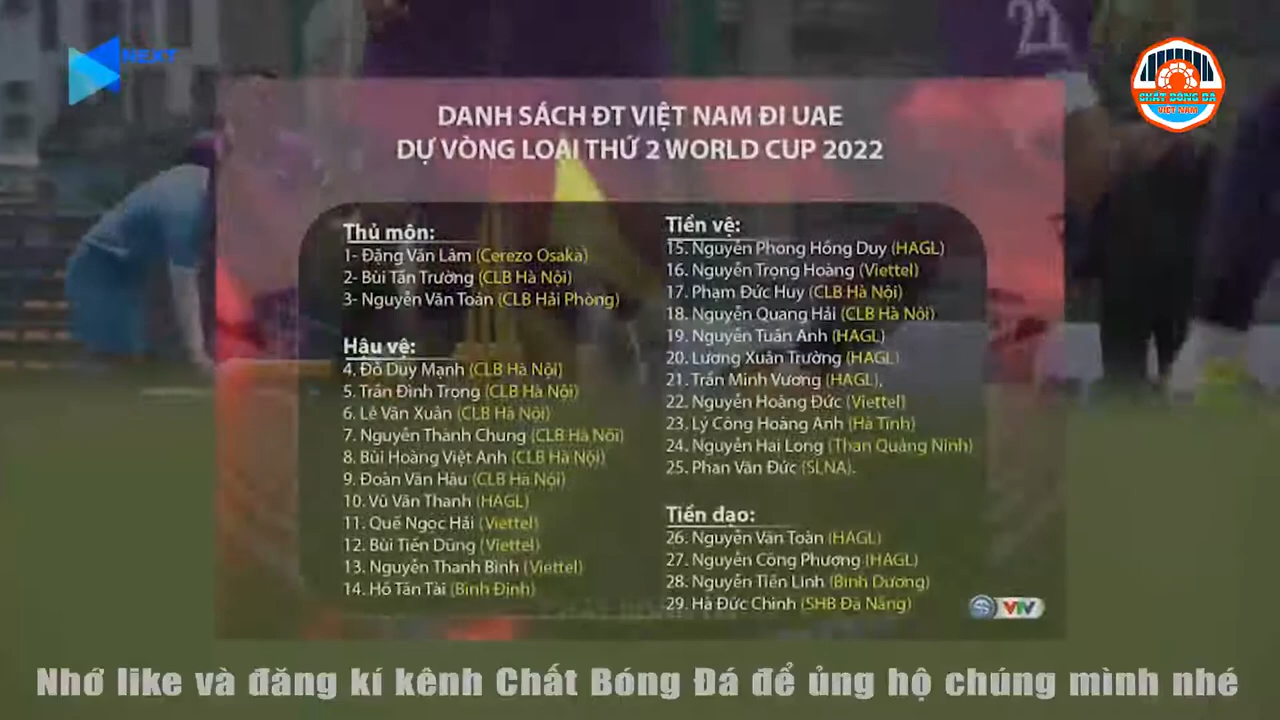 NEXT
22
CHẤT BÓNG ĐÁ
VIỆT NAM
DANH SÁCH ĐT VIỆT NAM ĐI UAE
DỰ VÒNG LOẠI THỨ 2 WORLD CUP 2022
Thủ môn:
1- Đặng Văn Lâm (Cerezo Osaka)
2- Bùi Tấn Trường (CLB Hà Nội)
3- Nguyễn Văn Toản (CLB Hải Phòng)
Hậu vệ:
4. Đỗ Duy Mạnh (CLB Hà Nội)
5. Trần Đình Trọng (CLB Hà Nội)
6. Lê Văn Xuân (CLB Hà Nội)
7. Nguyễn Thành Chung (CLB Hà Nội)
8. Bùi Hoàng Việt Anh (CLB Hà Nội)
9. Đoàn Văn Hậu (CLB Hà Nội)
10. Vũ Văn Thanh (HAGL)
11. Quế Ngọc Hải (Viettel)
12. Bùi Tiến Dũng (Viettel)
13. Nguyễn Thanh Bình (Viettel)
14. Hồ Tấn Tài (Bình Định)
Tiền vệ:
15. Nguyễn Phong Hồng Duy (HAGL)
16. Nguyễn Trọng Hoàng (Viettel)
17. Phạm Đức Huy (CLB Hà Nội)
18. Nguyễn Quang Hải (CLB Hà Nội)
19. Nguyễn Tuấn Anh (HAGL)
20. Lương Xuân Trường (HAGL)
21. Trần Minh Vương (HAGL),
22. Nguyễn Hoàng Đức (Viettel)
23. Lý Công Hoàng Anh (Hà Tĩnh)
24. Nguyễn Hai Long (Than Quảng Ninh)
25. Phan Văn Đức (SLNA).
Tiền đạo:
26. Nguyễn Văn Toàn (HAGL)
27. Nguyễn Công Phượng (HAGL)
28. Nguyễn Tiến Linh (Bình Dương)
29. Hà Đức Chinh (SHB Đà Nẵng)
VTV
Nhớ like và đăng kí kênh Chất Bóng Đá để ủng hộ chúng mình nhé